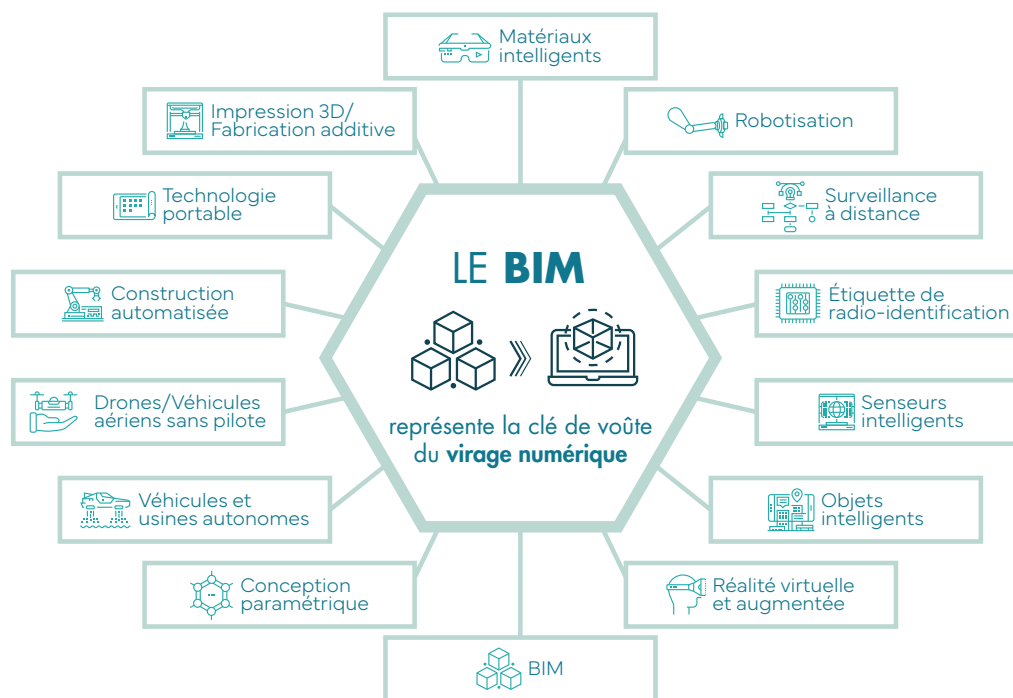 Matériaux
intelligents
Impression 3D/
Fabrication additive
Robotisation
Technologie
portable
Surveillance
à distance
LE BIM
Construction
automatisée
Étiquette de
radio-identification
Drones/Véhicules
aériens sans pilote
Senseurs
intelligents
représente la clé de voûte
du virage numérique
Véhicules et
usines autonomes
Objets
intelligents
Conception
paramétrique
Réalité virtuelle
et augmentée
BIM